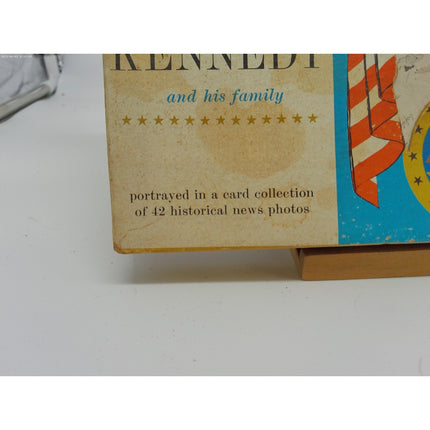 KENNEDY
and his family
portrayed in a card collection
of 42 historical news photos